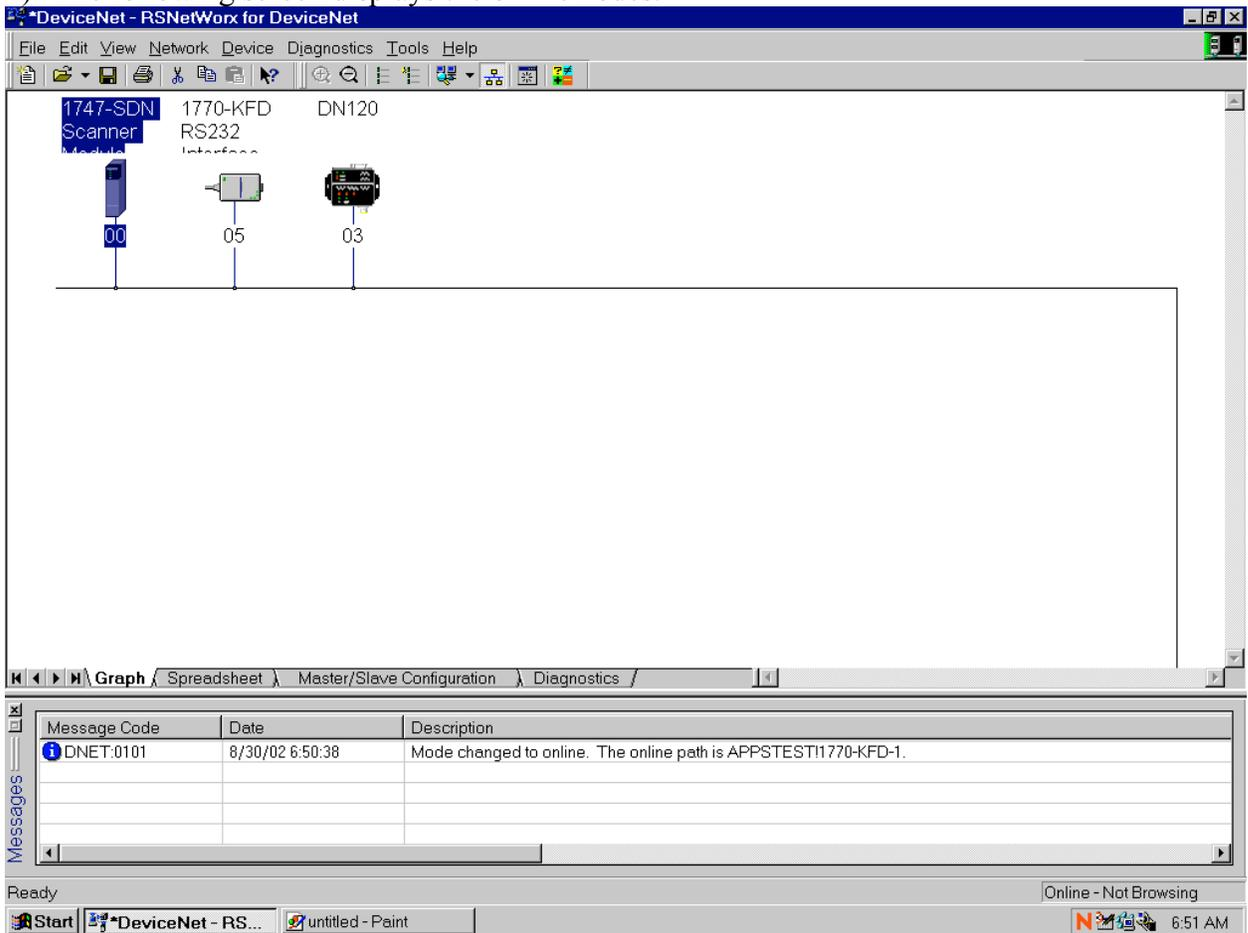 *DeviceNet - RSNetWorx for DeviceNet
File Edit View Network Device Diagnostics Tools Help
1747-SDN 1770-KFD DN120
Scanner RS232
Module Interface
00 05 03
Graph Spreadsheet Master/Slave Configuration Diagnostics
Messages
Message Code Date Description
DNET:0101 8/30/02 6:50:38 Mode changed to online. The online path is APPSTEST!1770-KFD-1.
Ready Online - Not Browsing
Start *DeviceNet - RS... untitled - Paint 6:51 AM